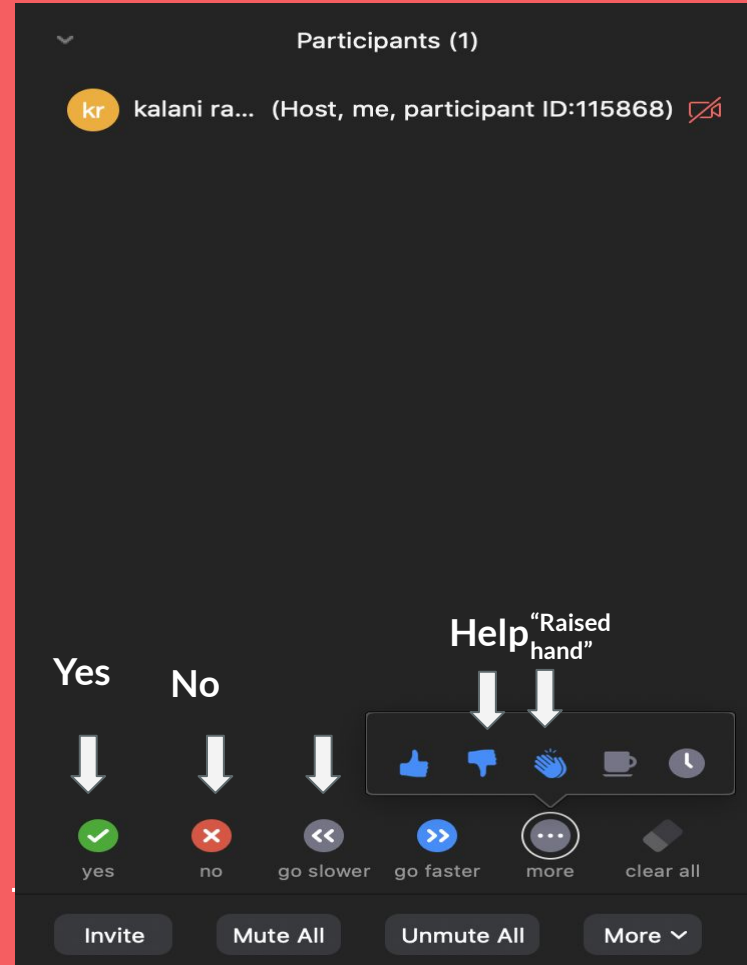 Participants (1)
kr kalani ra... (Host, me, participant ID:115868)
Help “Raised
hand”
Yes
No
yes no go slower go faster more clear all
Invite Mute All Unmute All More